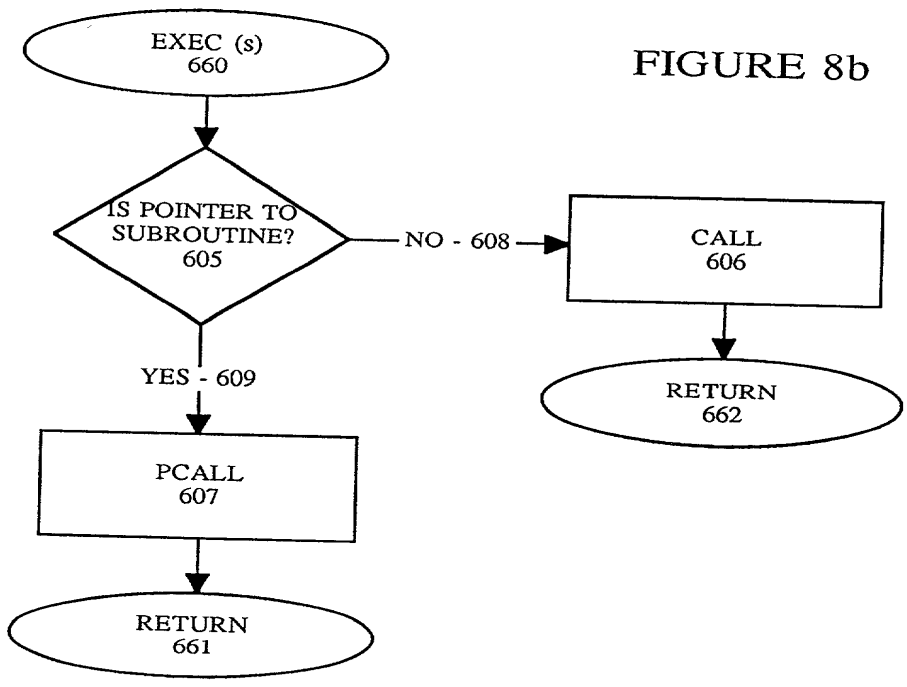 EXEC (s)
660
FIGURE 8b
IS POINTER TO
SUBROUTINE?
605
NO - 608
CALL
606
YES - 609
RETURN
662
PCALL
607
RETURN
661